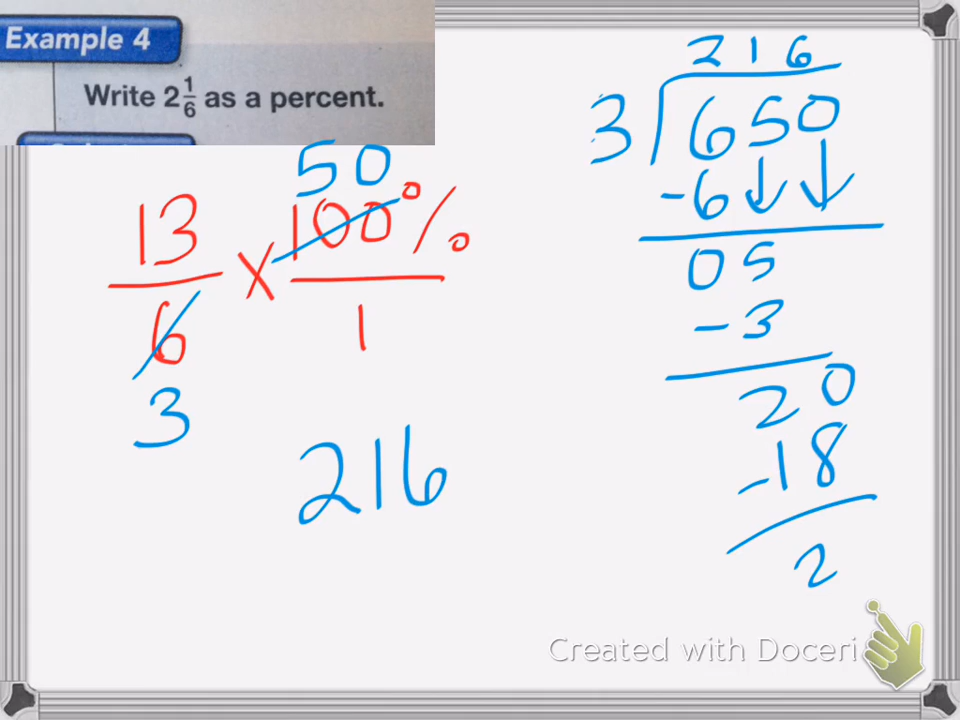 Example 4
Write 2 1/6 as a percent.
50
13/6 × 100%/1
3
216
216
3 650
-6
05
-3
20
-18
2
Created with Doceri